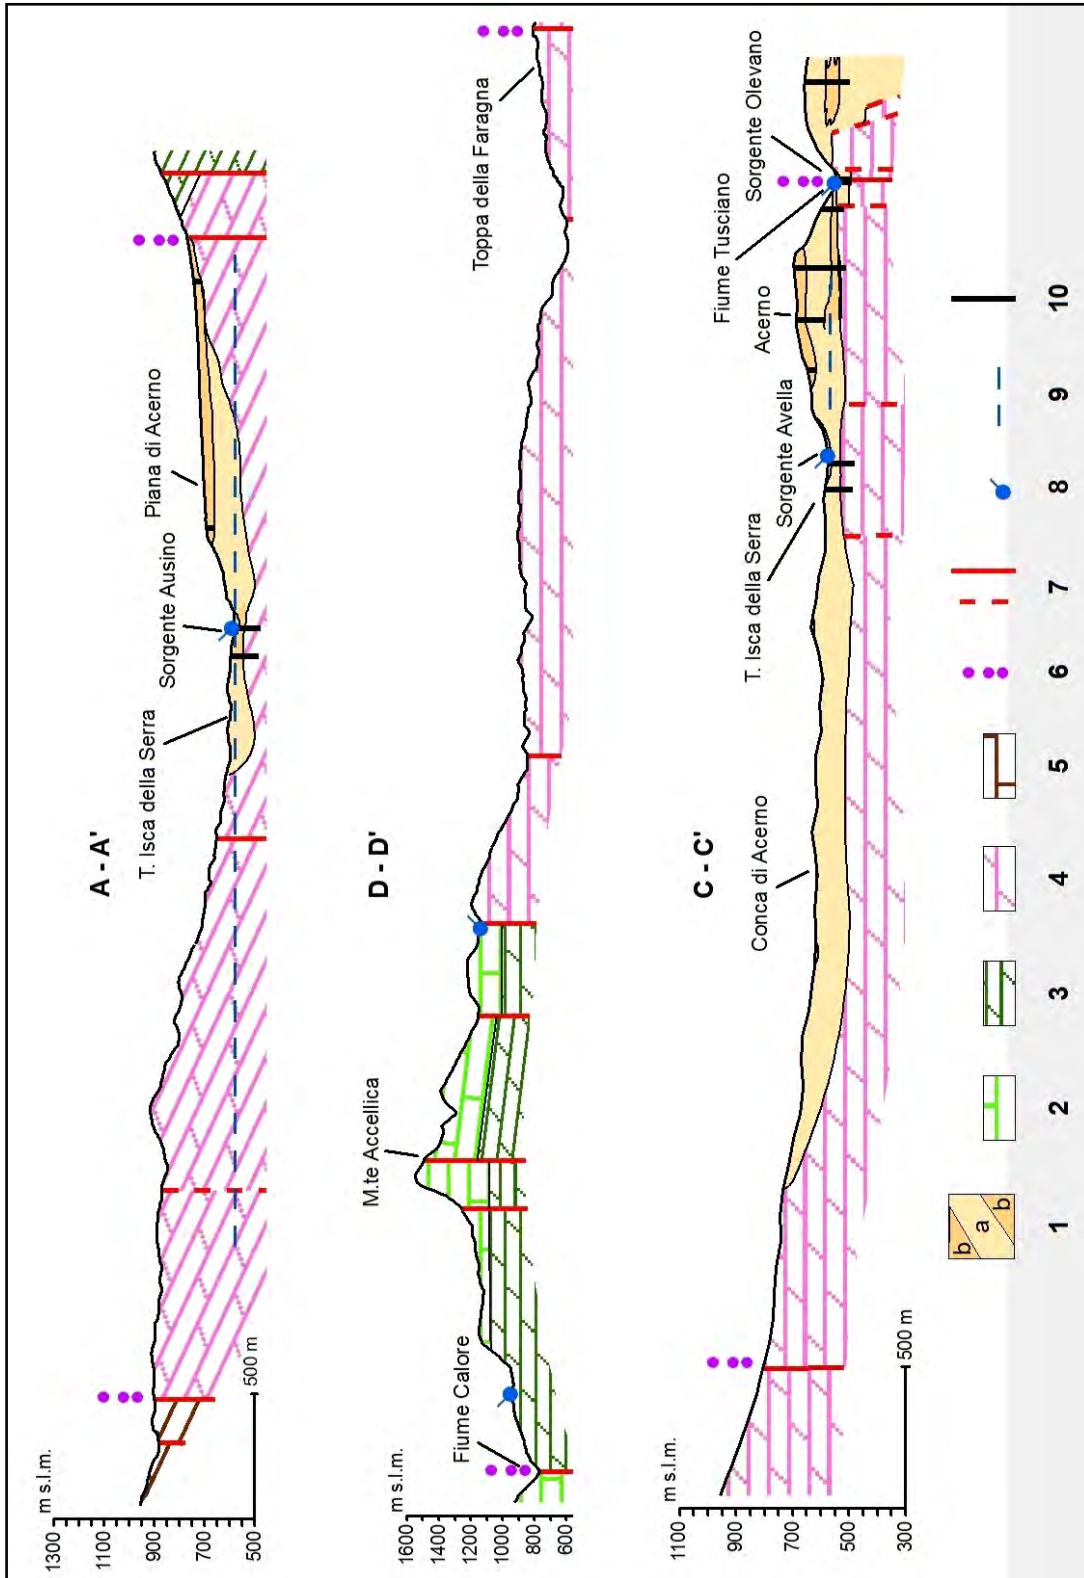 A - A'
m s.l.m.
1300
1100
900
700
500
500 m
T. Isca della Serra
Sorgente Ausino
Piana di Acerno
D - D'
m s.l.m.
1600
1400
1200
1000
800
600
Fiume Calore
M.te Accellica
Toppa della Faragna
C - C'
m s.l.m.
1100
900
700
500
300
500 m
Conca di Acerno
T. Isca della Serra
Sorgente Avella
Acerno
Fiume Tusciano
Sorgente Olevano
b
a
b
1
2
3
4
5
6
7
8
9
10